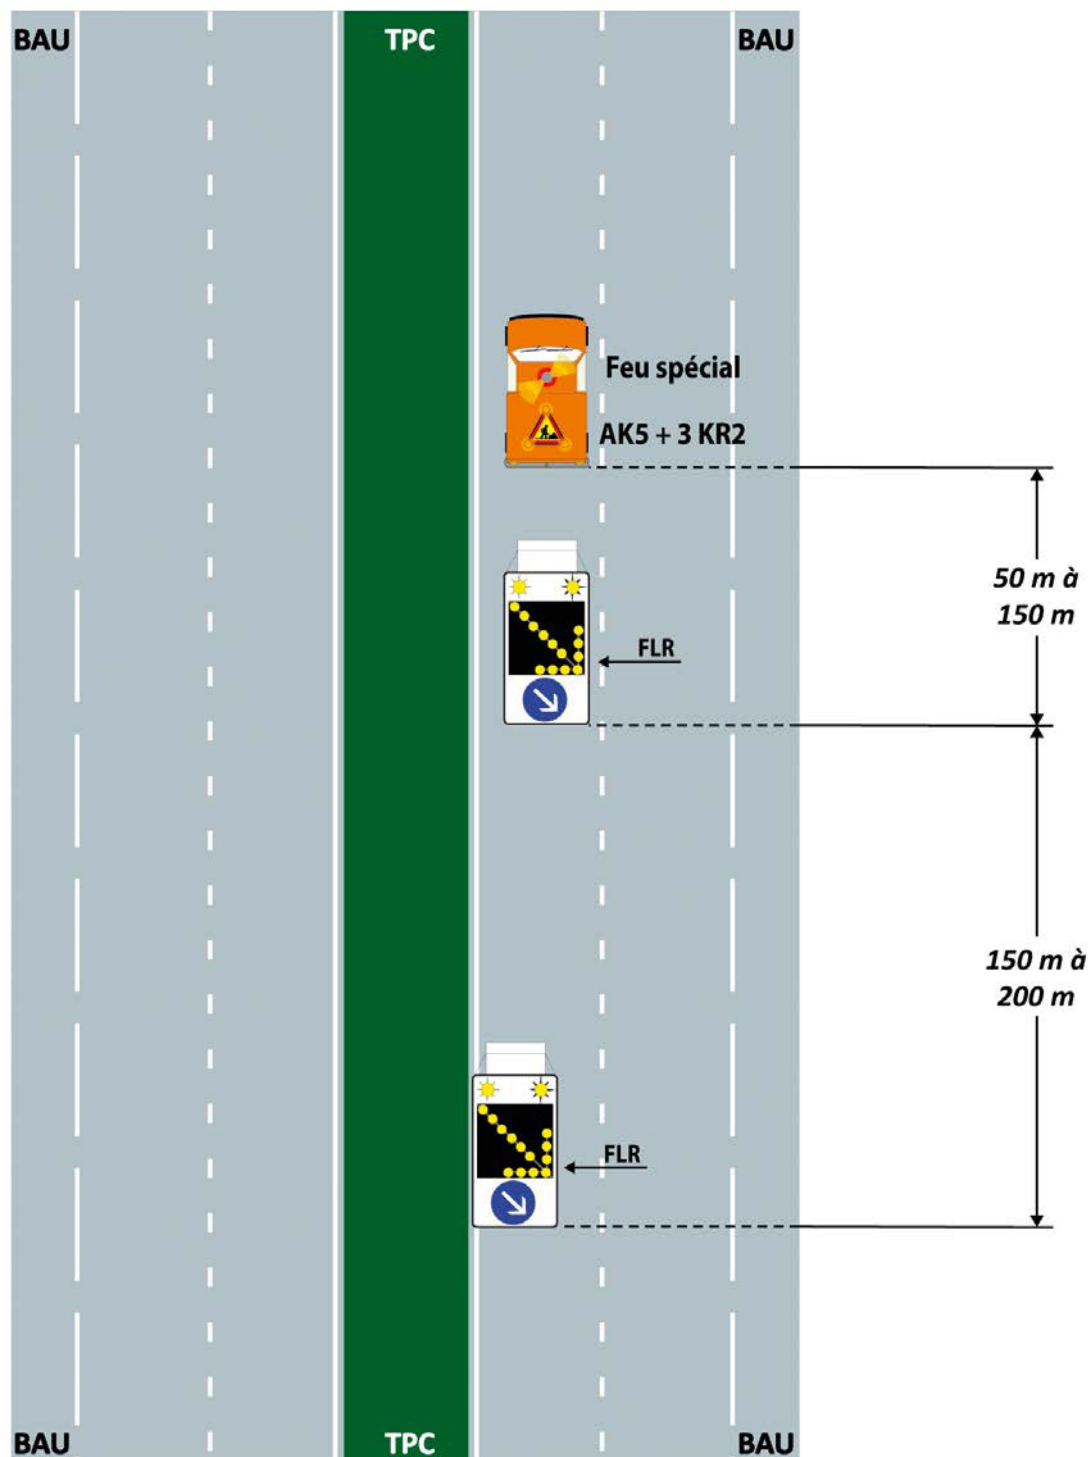 BAU
TPC
BAU
Feu spécial
AK5 + 3 KR2
50 m à
150 m
FLR
150 m à
200 m
FLR
BAU
TPC
BAU